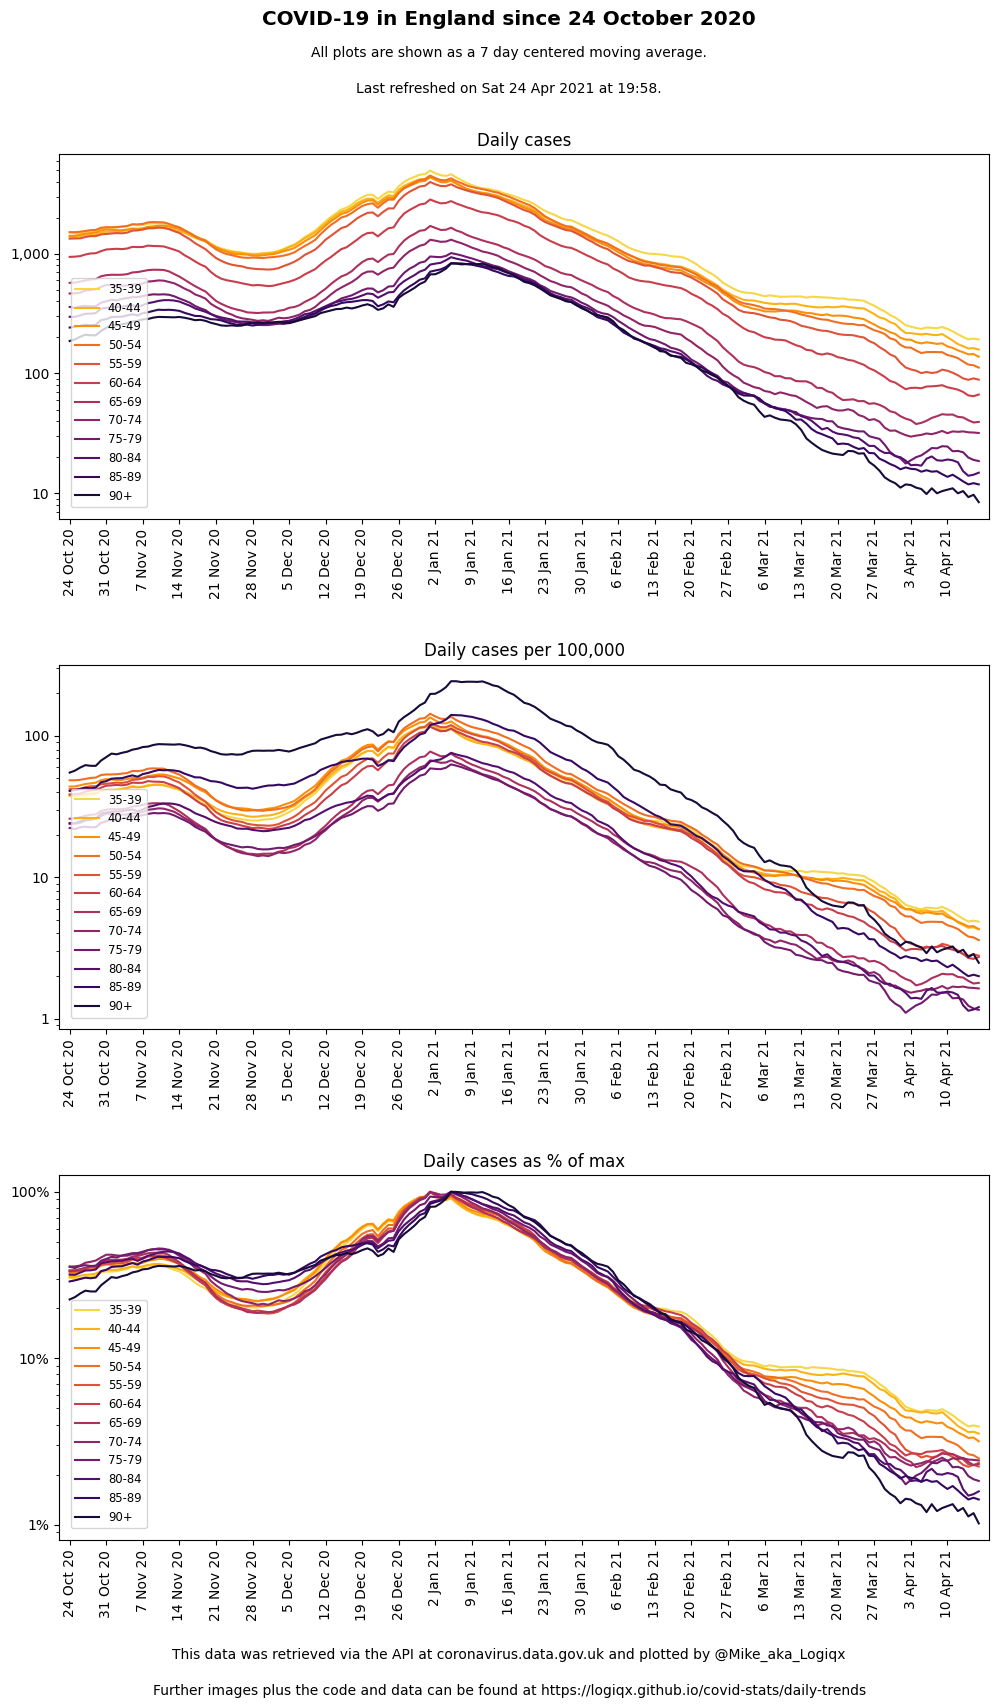 COVID-19 in England since 24 October 2020
All plots are shown as a 7 day centered moving average.
Last refreshed on Sat 24 Apr 2021 at 19:58.
Daily cases
1,000
100
10
35-39
40-44
45-49
50-54
55-59
60-64
65-69
70-74
75-79
80-84
85-89
90+
24 Oct 20
31 Oct 20
7 Nov 20
14 Nov 20
21 Nov 20
28 Nov 20
5 Dec 20
12 Dec 20
19 Dec 20
26 Dec 20
2 Jan 21
9 Jan 21
16 Jan 21
23 Jan 21
30 Jan 21
6 Feb 21
13 Feb 21
20 Feb 21
27 Feb 21
6 Mar 21
13 Mar 21
20 Mar 21
27 Mar 21
3 Apr 21
10 Apr 21
Daily cases per 100,000
100
10
1
35-39
40-44
45-49
50-54
55-59
60-64
65-69
70-74
75-79
80-84
85-89
90+
24 Oct 20
31 Oct 20
7 Nov 20
14 Nov 20
21 Nov 20
28 Nov 20
5 Dec 20
12 Dec 20
19 Dec 20
26 Dec 20
2 Jan 21
9 Jan 21
16 Jan 21
23 Jan 21
30 Jan 21
6 Feb 21
13 Feb 21
20 Feb 21
27 Feb 21
6 Mar 21
13 Mar 21
20 Mar 21
27 Mar 21
3 Apr 21
10 Apr 21
Daily cases as % of max
100%
10%
1%
35-39
40-44
45-49
50-54
55-59
60-64
65-69
70-74
75-79
80-84
85-89
90+
24 Oct 20
31 Oct 20
7 Nov 20
14 Nov 20
21 Nov 20
28 Nov 20
5 Dec 20
12 Dec 20
19 Dec 20
26 Dec 20
2 Jan 21
9 Jan 21
16 Jan 21
23 Jan 21
30 Jan 21
6 Feb 21
13 Feb 21
20 Feb 21
27 Feb 21
6 Mar 21
13 Mar 21
20 Mar 21
27 Mar 21
3 Apr 21
10 Apr 21
This data was retrieved via the API at coronavirus.data.gov.uk and plotted by @Mike_aka_Logiqx
Further images plus the code and data can be found at https://logiqx.github.io/covid-stats/daily-trends